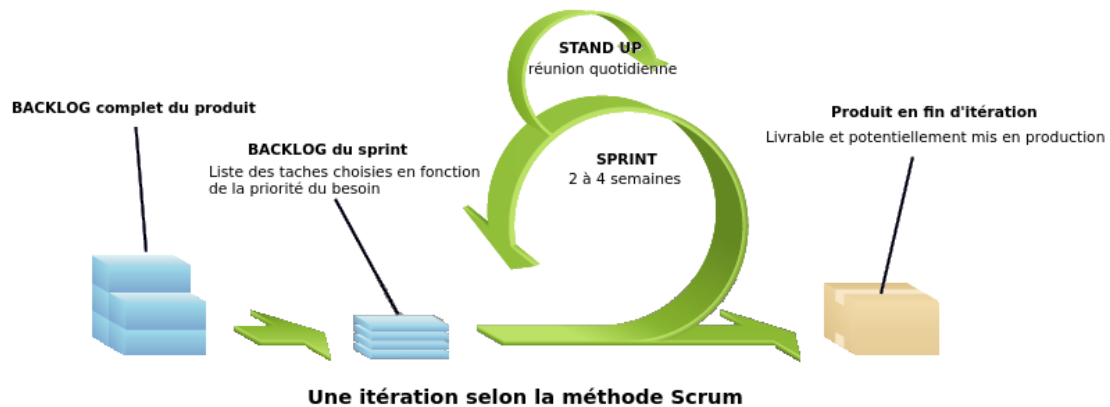 STAND UP
réunion quotidienne
BACKLOG complet du produit
Produit en fin d'itération
Livrable et potentiellement mis en production
BACKLOG du sprint
Liste des taches choisies en fonction
de la priorité du besoin
SPRINT
2 à 4 semaines
Une itération selon la méthode Scrum